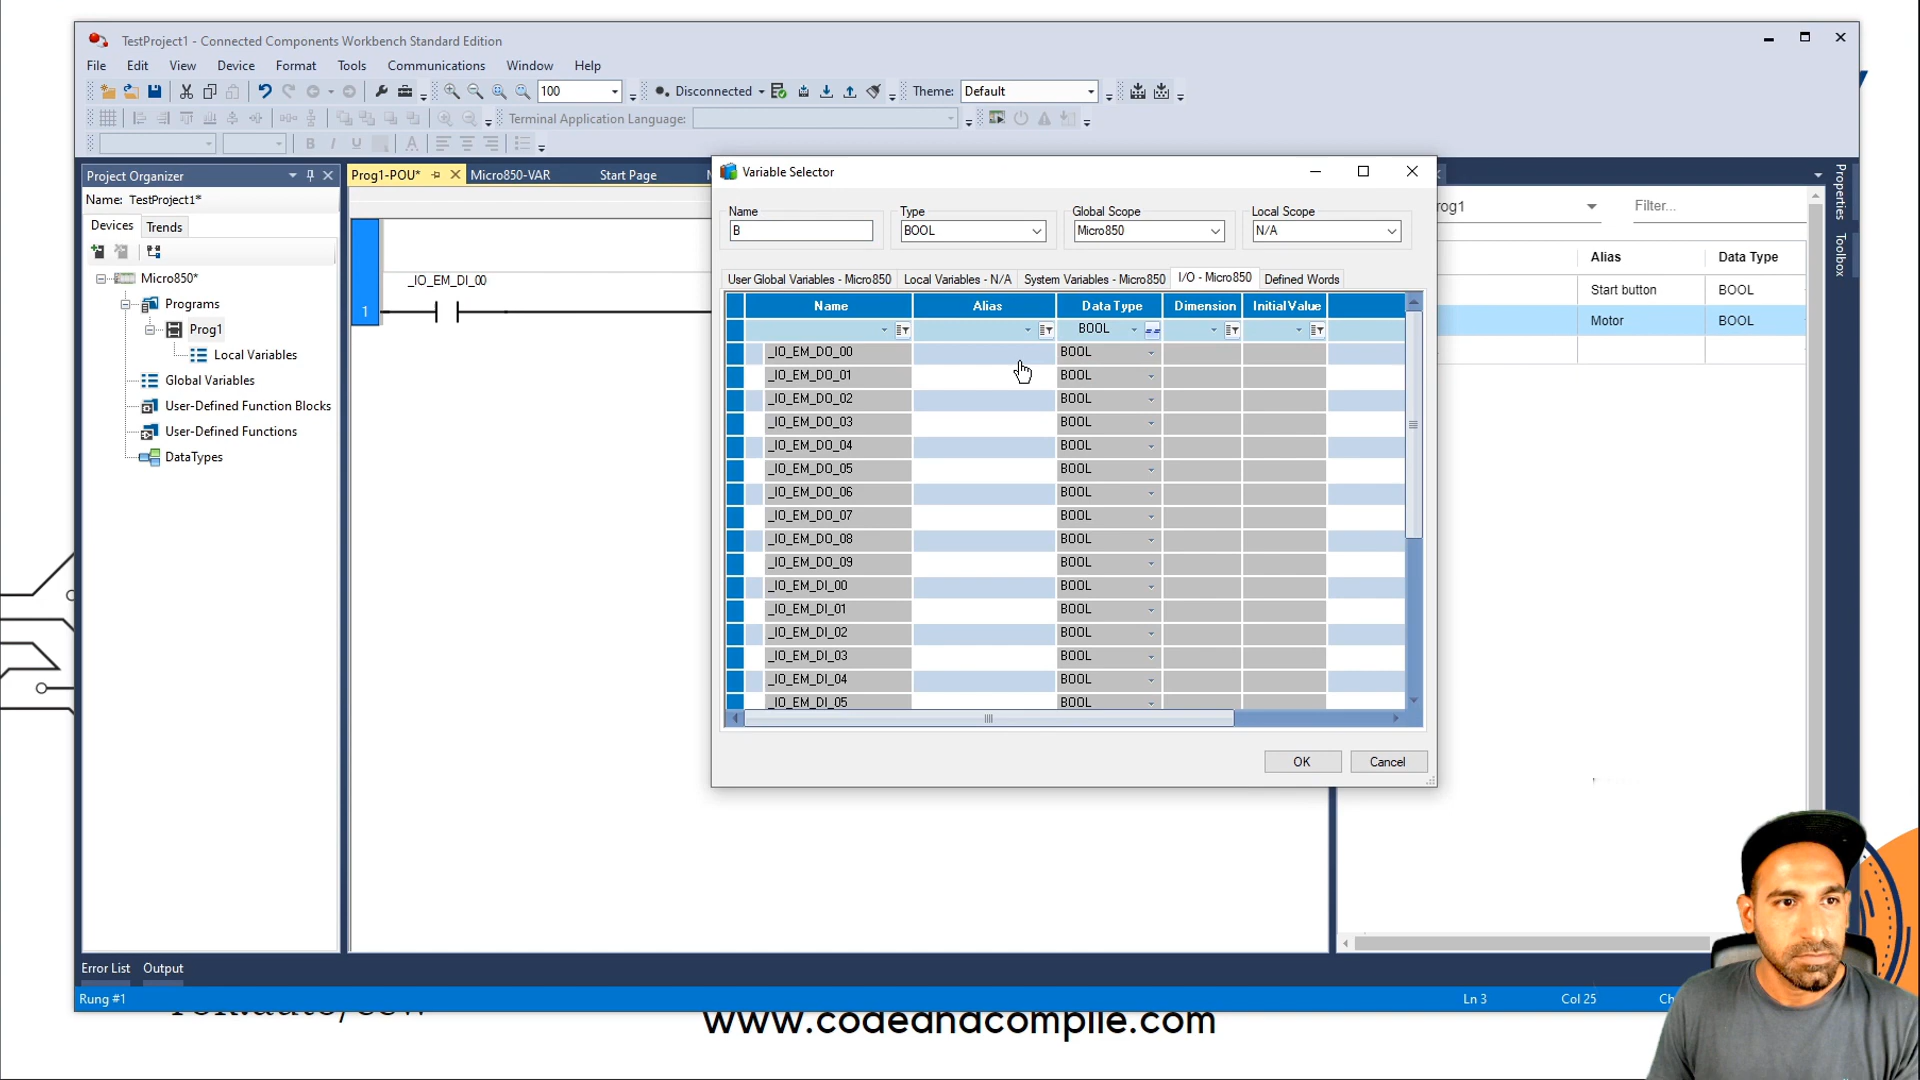 TestProject1 - Connected Components Workbench Standard Edition
File Edit View Device Format Tools Communications Window Help
100 Disconnected Theme: Default
Terminal Application Language:
Project Organizer
Name: TestProject1*
Devices Trends
Micro850*
Programs
Prog1
Local Variables
Global Variables
User-Defined Function Blocks
User-Defined Functions
DataTypes
Prog1-POU* Micro850-VAR Start Page
_IO_EM_DI_00
1
Variable Selector
Name Type Global Scope Local Scope
B BOOL Micro850 N/A
User Global Variables - Micro850 Local Variables - N/A System Variables - Micro850 I/O - Micro850 Defined Words
Name Alias Data Type Dimension Initial Value
BOOL
_IO_EM_DO_00 BOOL
_IO_EM_DO_01 BOOL
_IO_EM_DO_02 BOOL
_IO_EM_DO_03 BOOL
_IO_EM_DO_04 BOOL
_IO_EM_DO_05 BOOL
_IO_EM_DO_06 BOOL
_IO_EM_DO_07 BOOL
_IO_EM_DO_08 BOOL
_IO_EM_DO_09 BOOL
_IO_EM_DI_00 BOOL
_IO_EM_DI_01 BOOL
_IO_EM_DI_02 BOOL
_IO_EM_DI_03 BOOL
_IO_EM_DI_04 BOOL
_IO_EM_DI_05 BOOL
OK Cancel
rog1 Filter...
Alias Data Type
Start button BOOL
Motor BOOL
Properties
Toolbox
Error List Output
Rung #1 Ln 3 Col 25 Ch
www.codeandcompile.com